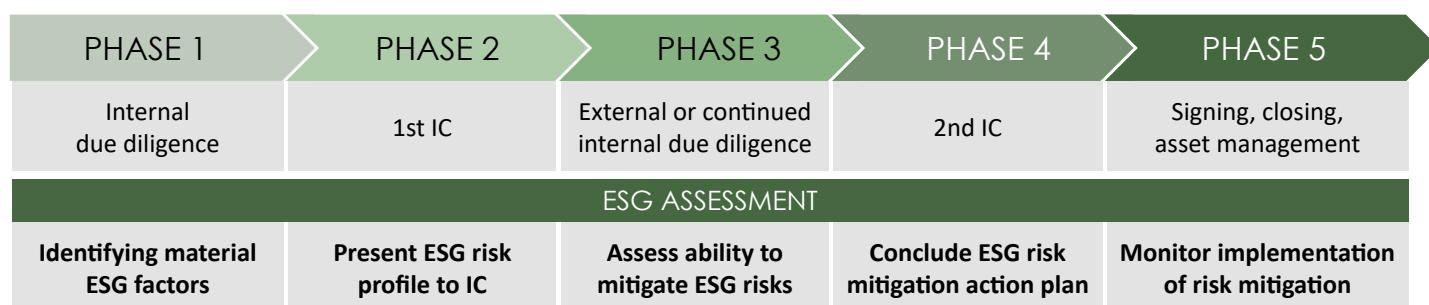 PHASE 1
PHASE 2
PHASE 3
PHASE 4
PHASE 5
Internal
due diligence
1st IC
External or continued
internal due diligence
2nd IC
Signing, closing,
asset management
ESG ASSESSMENT
Identifying material
ESG factors
Present ESG risk
profile to IC
Assess ability to
mitigate ESG risks
Conclude ESG risk
mitigation action plan
Monitor implementation
of risk mitigation